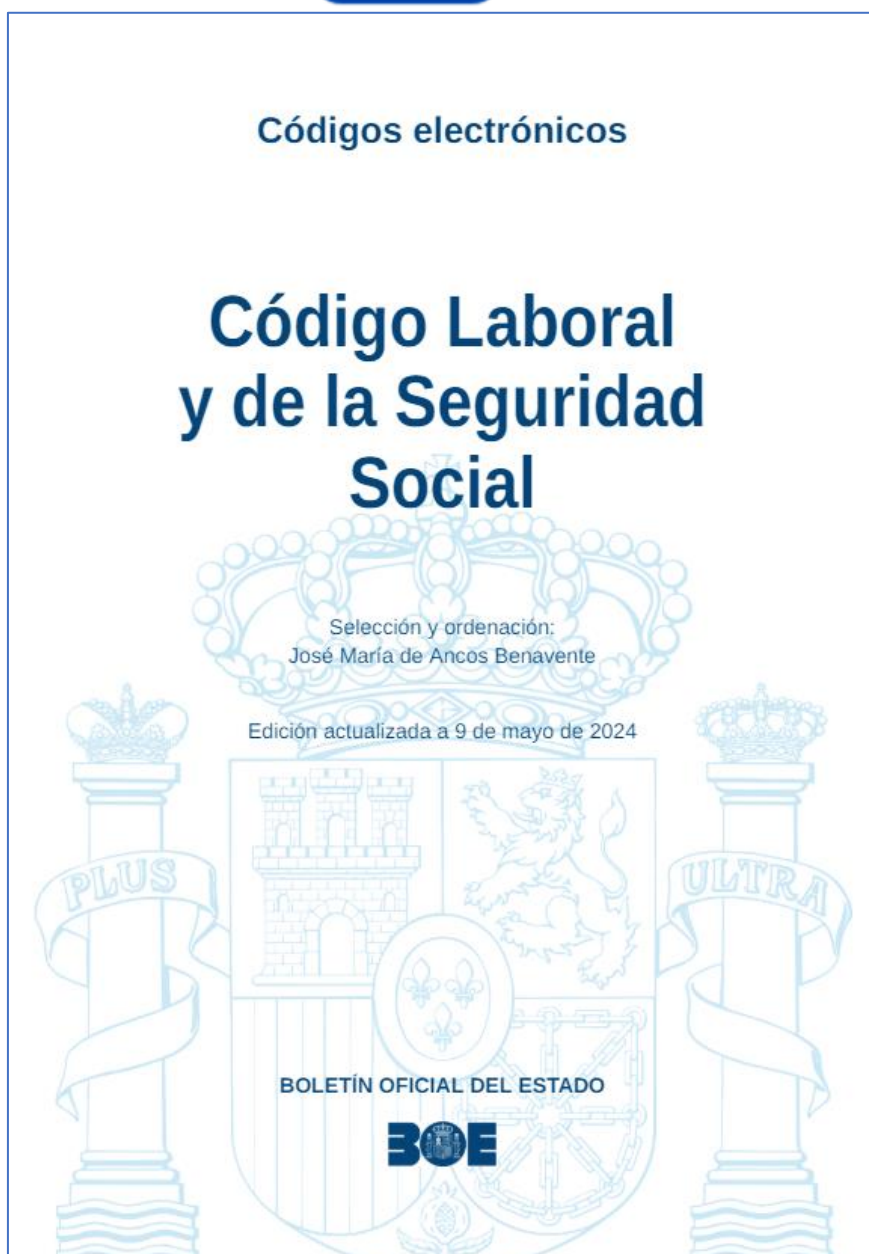 Códigos electrónicos
Código Laboral
y de la Seguridad
Social
Selección y ordenación:
José María de Ancos Benavente
Edición actualizada a 9 de mayo de 2024
PLUS
ULTRA
BOLETÍN OFICIAL DEL ESTADO
BOE